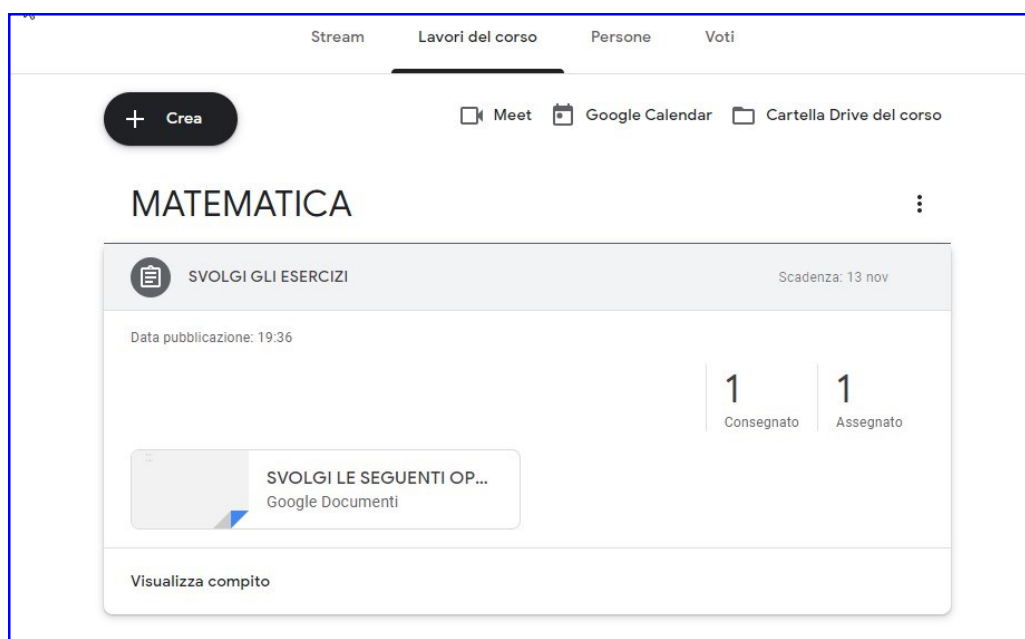 Stream Lavori del corso Persone Voti
Crea Meet Google Calendar Cartella Drive del corso
MATEMATICA
SVOLGI GLI ESERCIZI Scadenza: 13 nov
Data pubblicazione: 19:36
1 1
Consegnato Assegnato
SVOLGI LE SEGUENTI OP...
Google Documenti
Visualizza compito